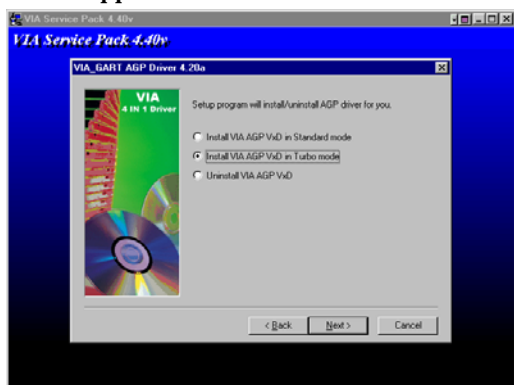 VIA Service Pack 4.40v
VIA Service Pack 4.40v
VIA_GART AGP Driver 4.20a
VIA
4 IN 1 Driver
Setup program will install/uninstall AGP driver for you.
Install VIA AGP VxD in Standard mode
Install VIA AGP VxD in Turbo mode
Uninstall VIA AGP VxD
< Back
Next >
Cancel